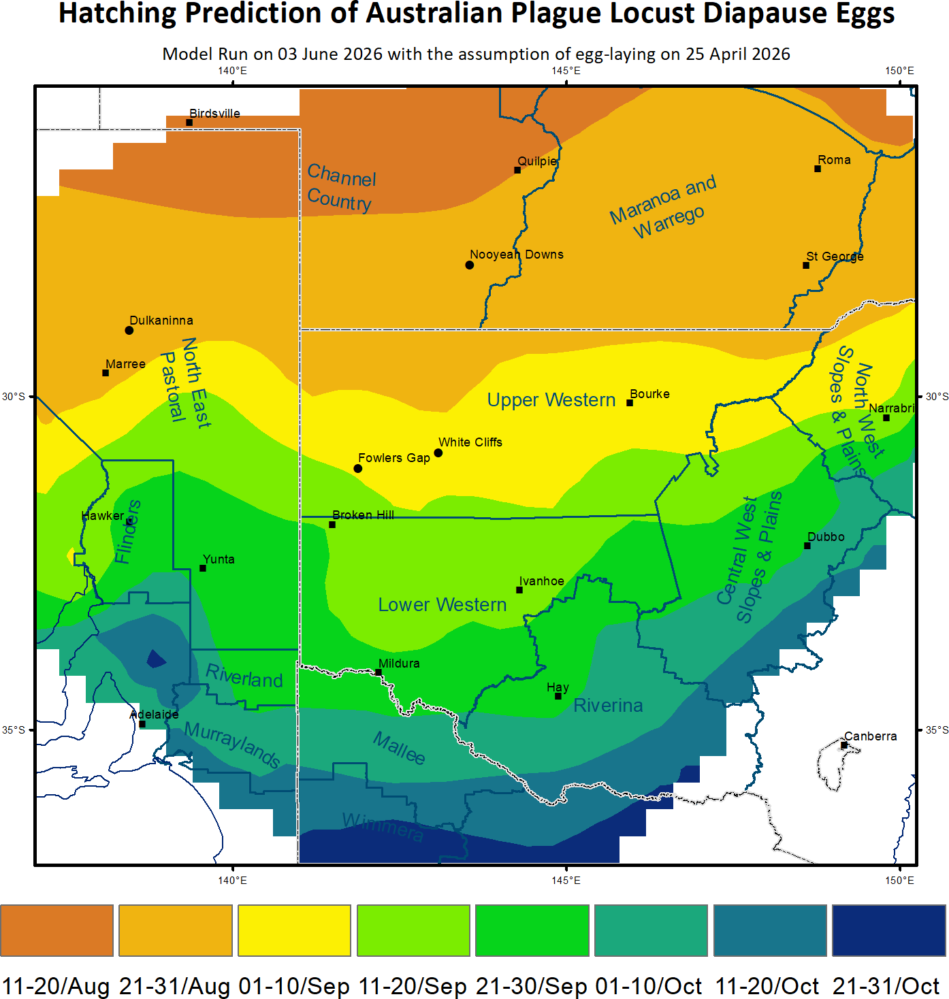 Hatching Prediction of Australian Plague Locust Diapause Eggs
Model Run on 03 June 2026 with the assumption of egg-laying on 25 April 2026
140°E
145°E
150°E
Birdsville
Quilpie
Roma
Channel
Country
Maranoa and
Warrego
Nooyeah Downs
St George
Dulkaninna
Marree
North East
Pastoral
North West
Slopes & Plains
30°S
30°S
Upper Western
Bourke
Narrabri
White Cliffs
Fowlers Gap
Hawker
Flinders
Broken Hill
Central West
Slopes & Plains
Dubbo
Yunta
Ivanhoe
Lower Western
Mildura
Riverland
Hay
Riverina
Adelaide
35°S
35°S
Murraylands
Mallee
Canberra
Wimmera
140°E
145°E
150°E
11-20/Aug
21-31/Aug
01-10/Sep
11-20/Sep
21-30/Sep
01-10/Oct
11-20/Oct
21-31/Oct